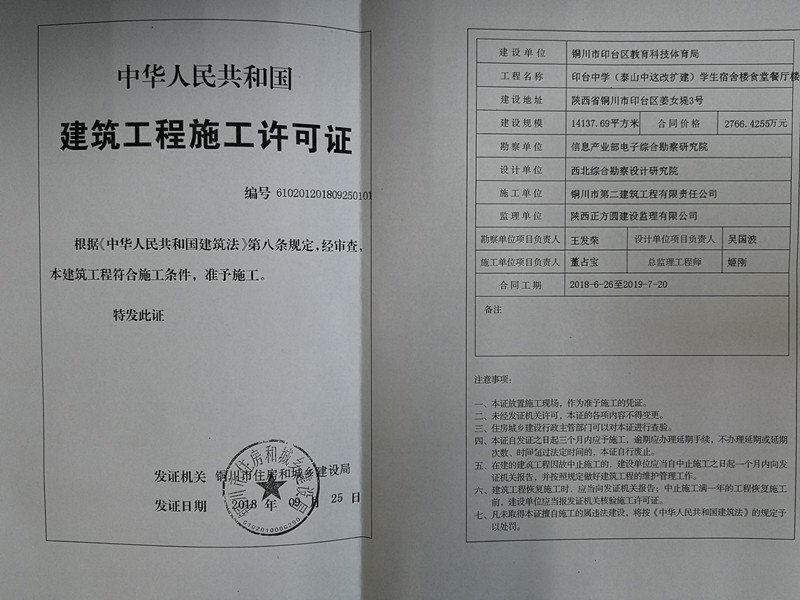 中华人民共和国
建筑工程施工许可证
编号 610201201809250101
根据《中华人民共和国建筑法》第八条规定，经审查，
本建筑工程符合施工条件，准予施工。
特发此证
发证机关 铜川市住房和城乡建设局
发证日期 2018 年 09 月 25 日
6102010006200
建设单位 铜川市印台区教育科技体育局
工程名称 印台中学（泰山中这改扩建）学生宿舍楼食堂餐厅楼
建设地址 陕西省铜川市印台区姜女堤3号
建设规模 14137.69平方米 合同价格 2766.4255万元
勘察单位 信息产业部电子综合勘察研究院
设计单位 西北综合勘察设计研究院
施工单位 铜川市第二建筑工程有限责任公司
监理单位 陕西正方圆建设监理有限公司
勘察单位项目负责人 王发荣 设计单位项目负责人 吴国波
施工单位项目负责人 董占宝 总监理工程师 姬刚
合同工期 2018-6-26至2019-7-20
备注
注意事项：
一、本证放置施工现场，作为准予施工的凭证。
二、未经发证机关许可，本证的各项内容不得变更。
三、住房城乡建设行政主管部门可以对本证进行查验。
四、本证自发证之日起三个月内应予施工，逾期应办理延期手续，不办理延期或延期
次数、时间超过法定时间的，本证自行废止。
五、在建的建筑工程因故中止施工的，建设单位应当自中止施工之日起一个月内向发
证机关报告，并按照规定做好建筑工程的维护管理工作。
六、建筑工程恢复施工时，应当向发证机关报告；中止施工满一年的工程恢复施工
前，建设单位应当报发证机关核验施工许可证。
七、凡未取得本证擅自施工的属违法建设，将按《中华人民共和国建筑法》的规定予
以处罚。